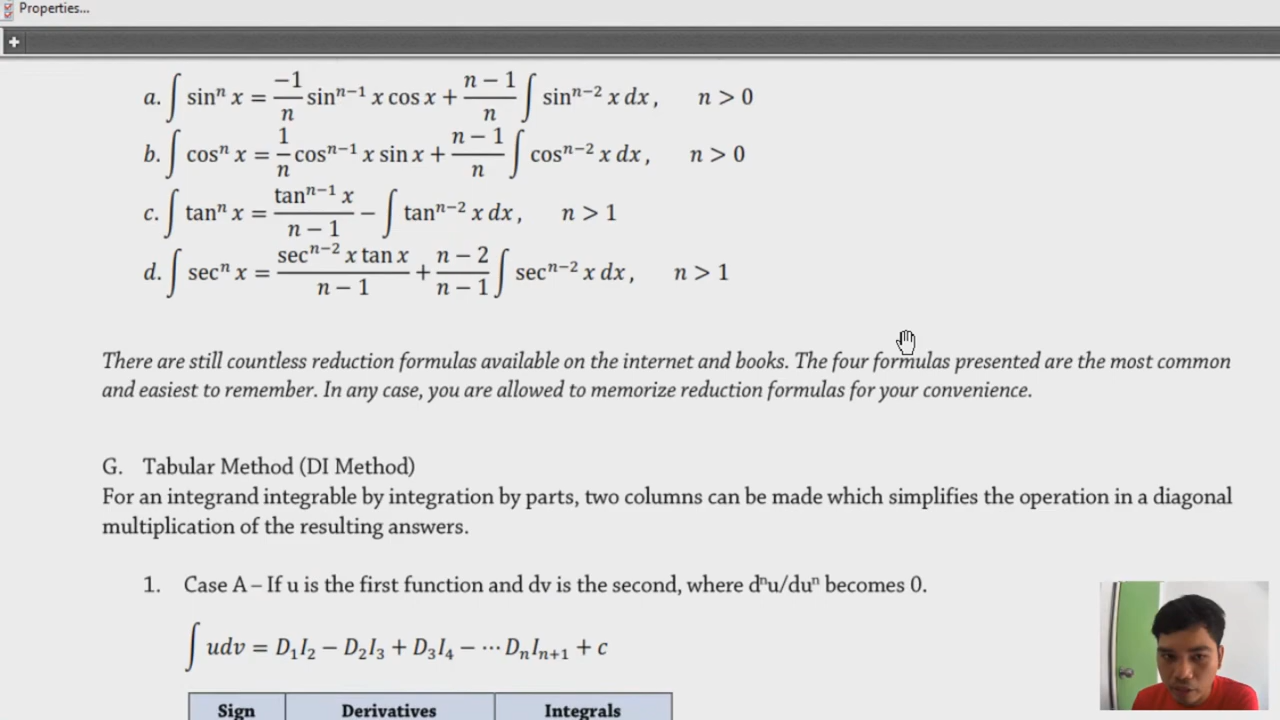 Properties...
+
a. ∫ sinⁿ x = −1/n sinⁿ⁻¹ x cos x + n − 1/n ∫ sinⁿ⁻² x dx, n > 0
b. ∫ cosⁿ x = 1/n cosⁿ⁻¹ x sin x + n − 1/n ∫ cosⁿ⁻² x dx, n > 0
c. ∫ tanⁿ x = tanⁿ⁻¹ x/n − 1 − ∫ tanⁿ⁻² x dx, n > 1
d. ∫ secⁿ x = secⁿ⁻² x tan x/n − 1 + n − 2/n − 1 ∫ secⁿ⁻² x dx, n > 1
There are still countless reduction formulas available on the internet and books. The four formulas presented are the most common
and easiest to remember. In any case, you are allowed to memorize reduction formulas for your convenience.
G. Tabular Method (DI Method)
For an integrand integrable by integration by parts, two columns can be made which simplifies the operation in a diagonal
multiplication of the resulting answers.
1. Case A – If u is the first function and dv is the second, where dⁿu/duⁿ becomes 0.
∫ udv = D₁I₂ − D₂I₃ + D₃I₄ − ⋯ DₙIₙ₊₁ + c
Sign Derivatives Integrals